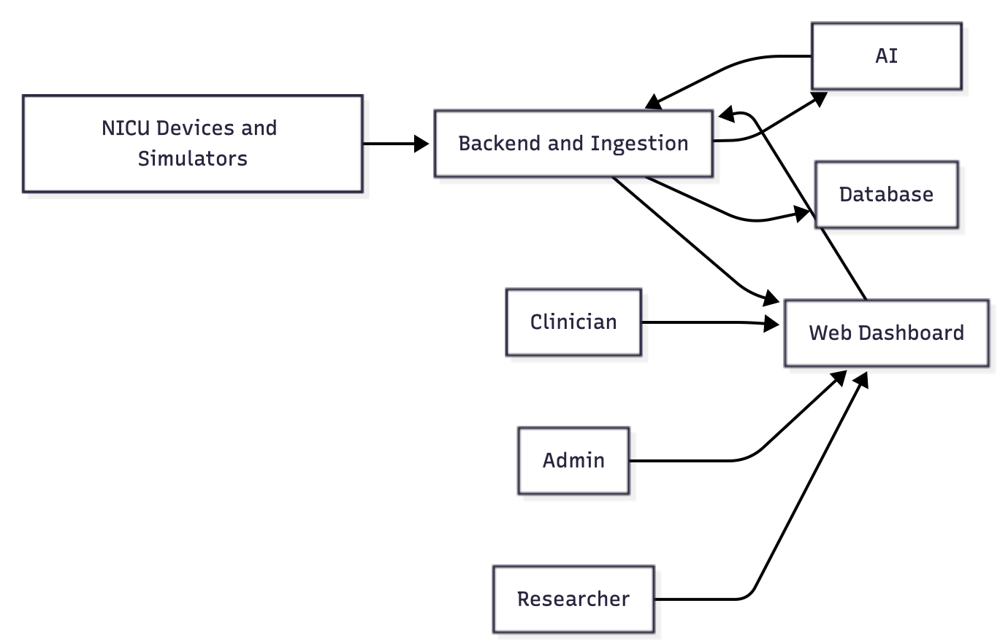 AI
NICU Devices and
Simulators
Backend and Ingestion
Database
Clinician
Web Dashboard
Admin
Researcher